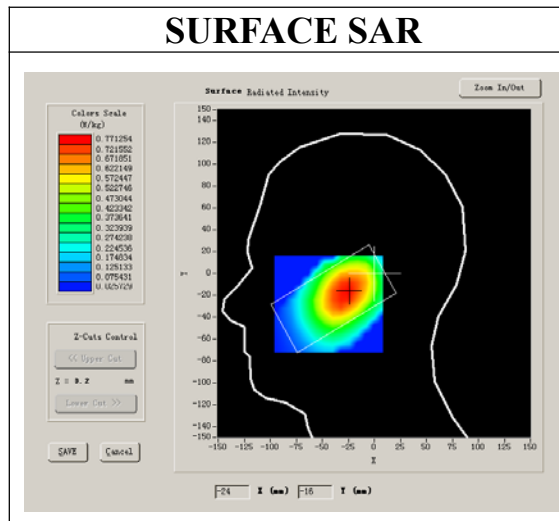 SURFACE SAR
Surface Radiated Intensity
Zoom In/Out
Colors Scale
(W/kg)
0.771254
0.721552
0.671851
0.622149
0.572447
0.522746
0.473044
0.423342
0.373641
0.323939
0.274238
0.224536
0.174834
0.125133
0.075431
0.025729
150
140
120
100
80
60
40
20
0
-20
-40
-60
-80
-100
-120
-140
-150
Y
-150 -125 -100 -75 -50 -25 0 25 50 75 100 125 150
X
Z-Cuts Control
<< Upper Cut
Z = 9.2 mm
Lower Cut >>
SAVE Cancel
-24 X (mm) -16 Y (mm)